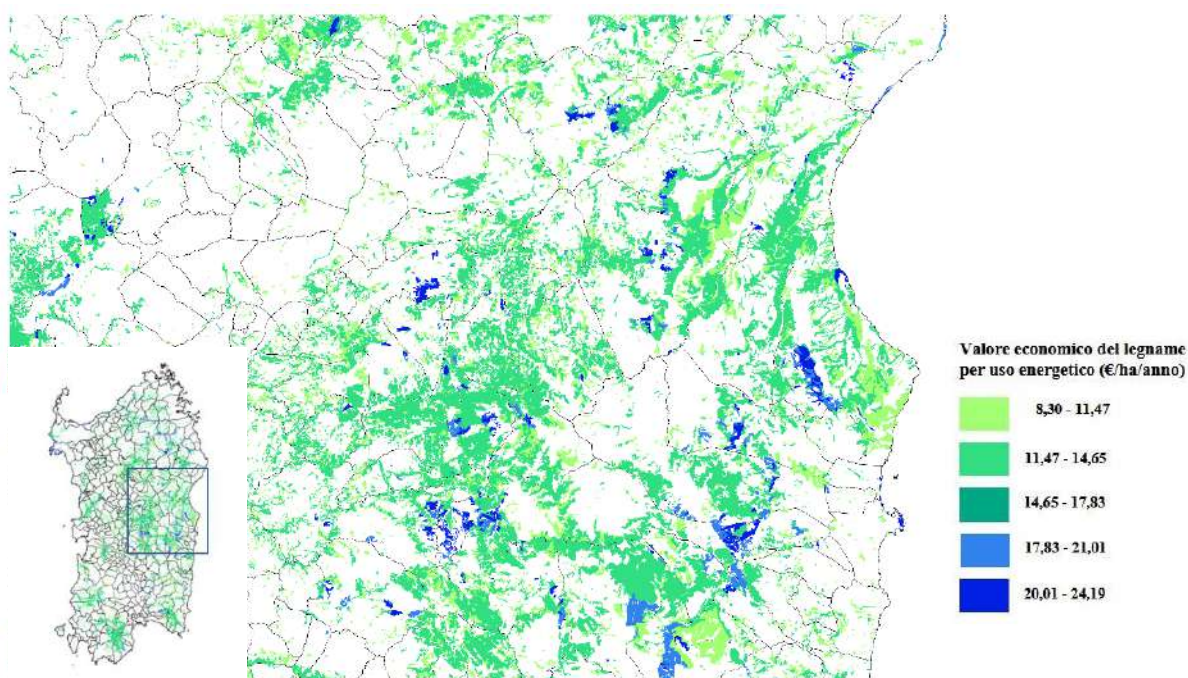 Valore economico del legname
per uso energetico (€/ha/anno)
8,30 - 11,47
11,47 - 14,65
14,65 - 17,83
17,83 - 21,01
20,01 - 24,19